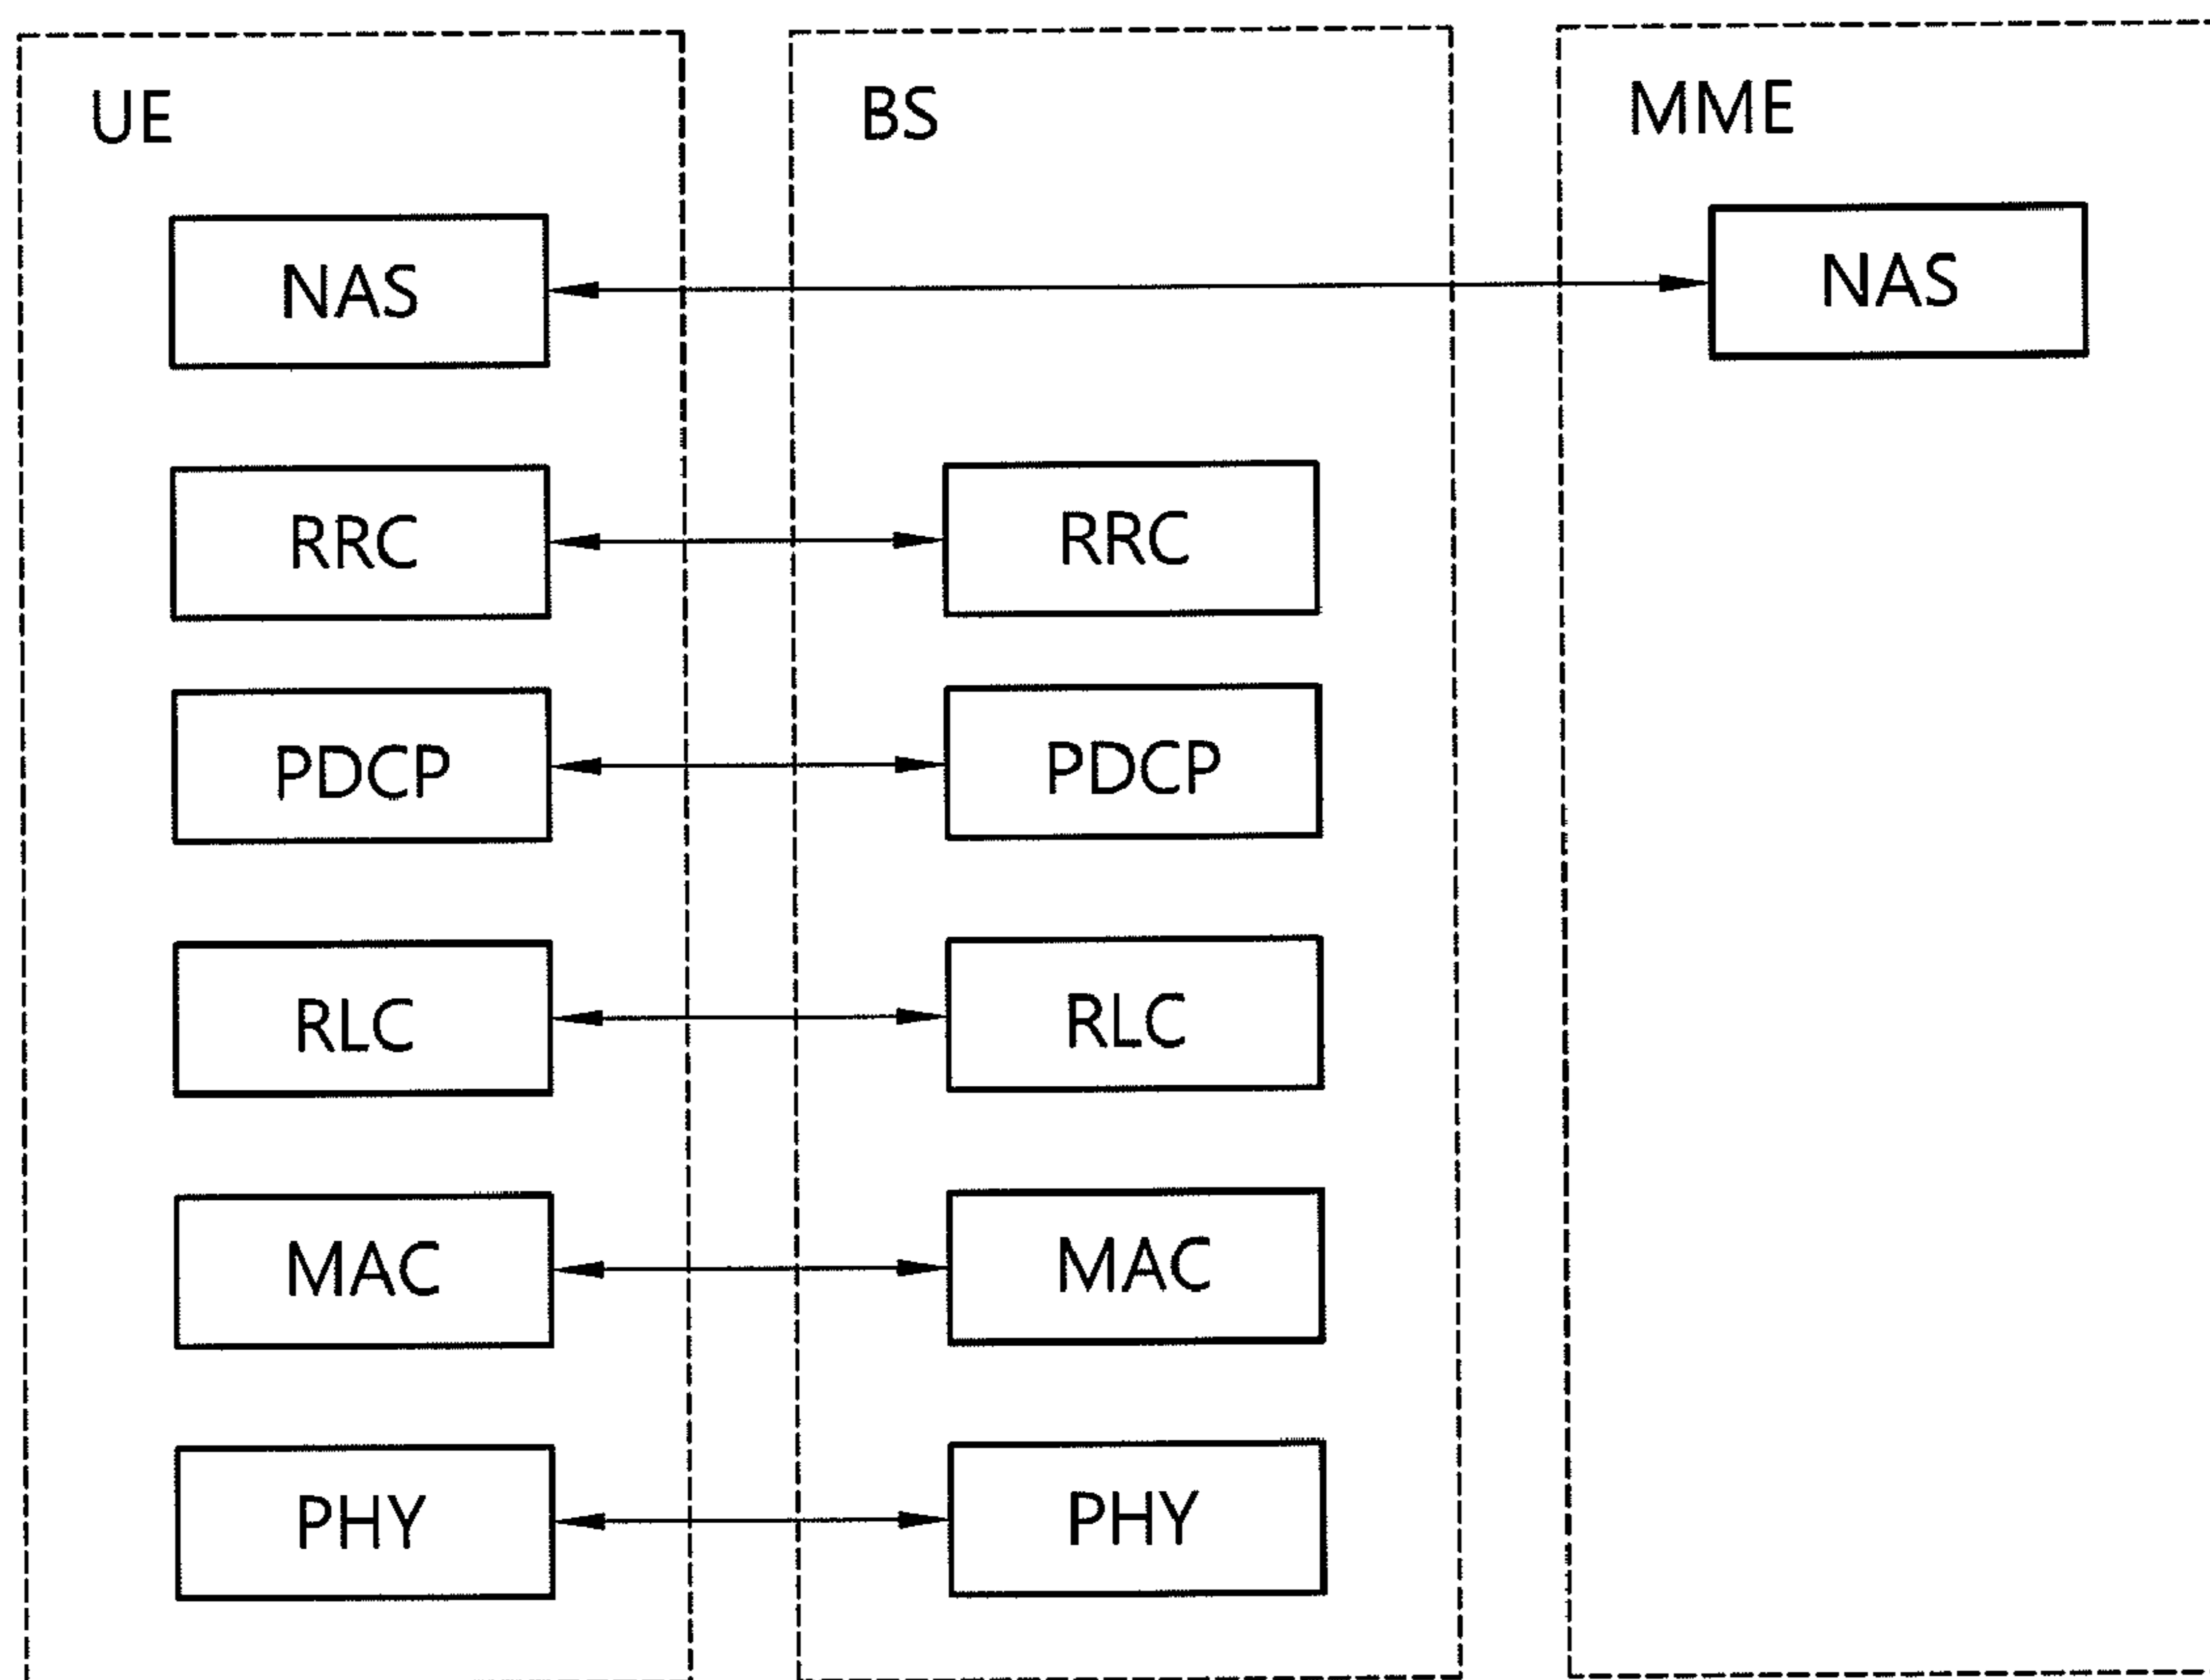 UE
BS
MME
NAS
NAS
RRC
RRC
PDCP
PDCP
RLC
RLC
MAC
MAC
PHY
PHY